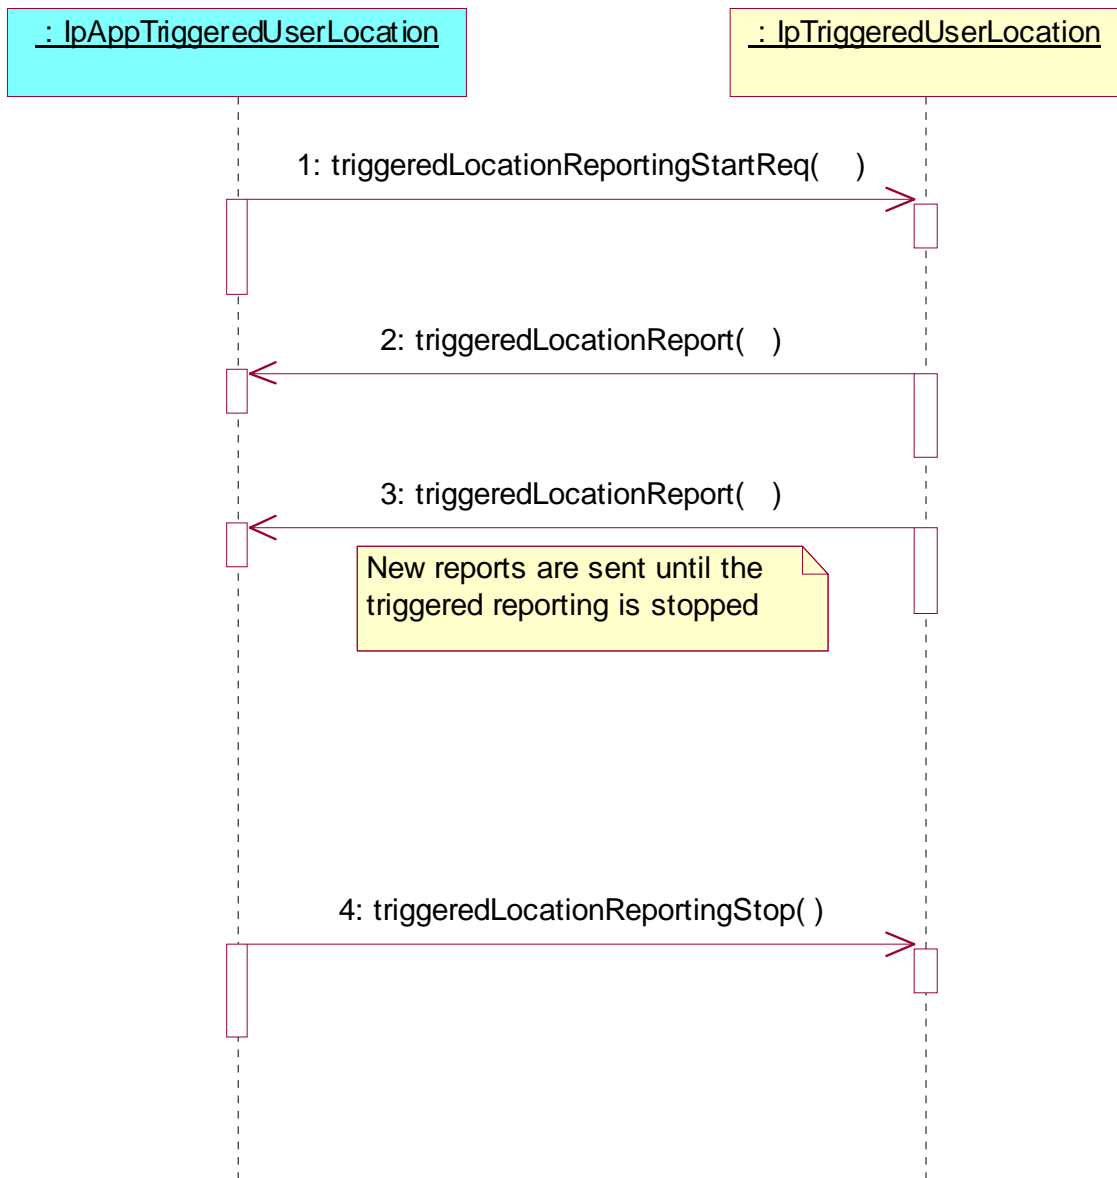 : IpAppTriggeredUserLocation
: IpTriggeredUserLocation
1: triggeredLocationReportingStartReq(    )
2: triggeredLocationReport(   )
3: triggeredLocationReport(   )
New reports are sent until the
triggered reporting is stopped
4: triggeredLocationReportingStop( )